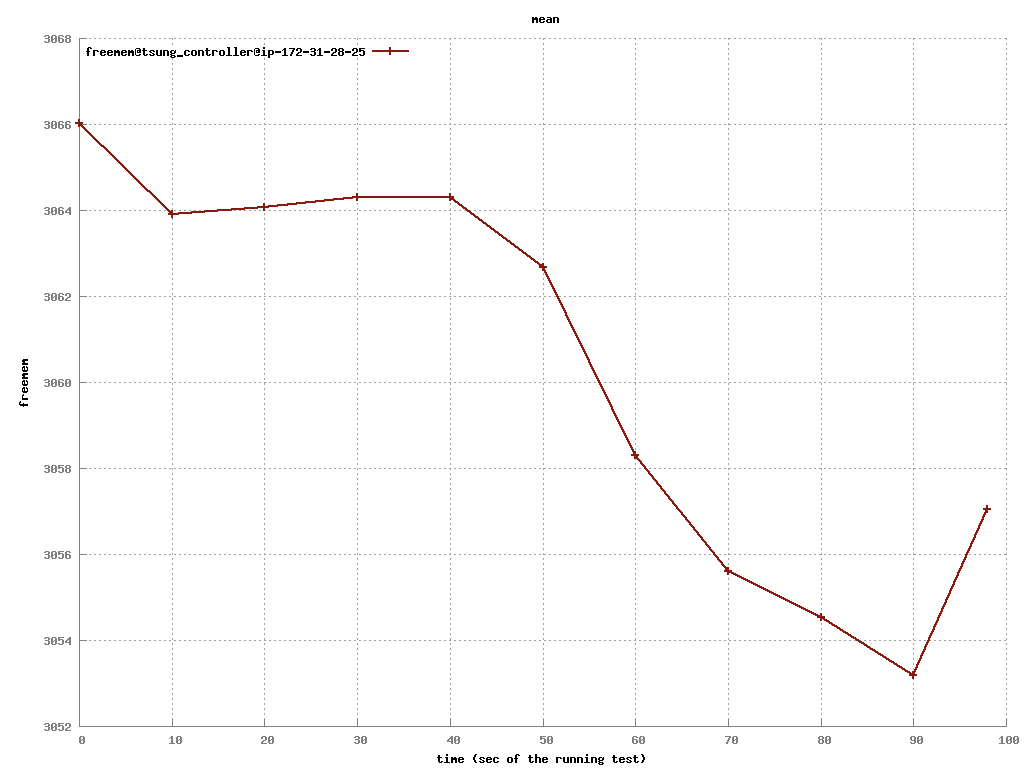 mean
freemem@tsung_controller@ip-172-31-28-25
3068
3066
3064
3062
3060
3058
3056
3054
3052
freemem
0 10 20 30 40 50 60 70 80 90 100
time (sec of the running test)